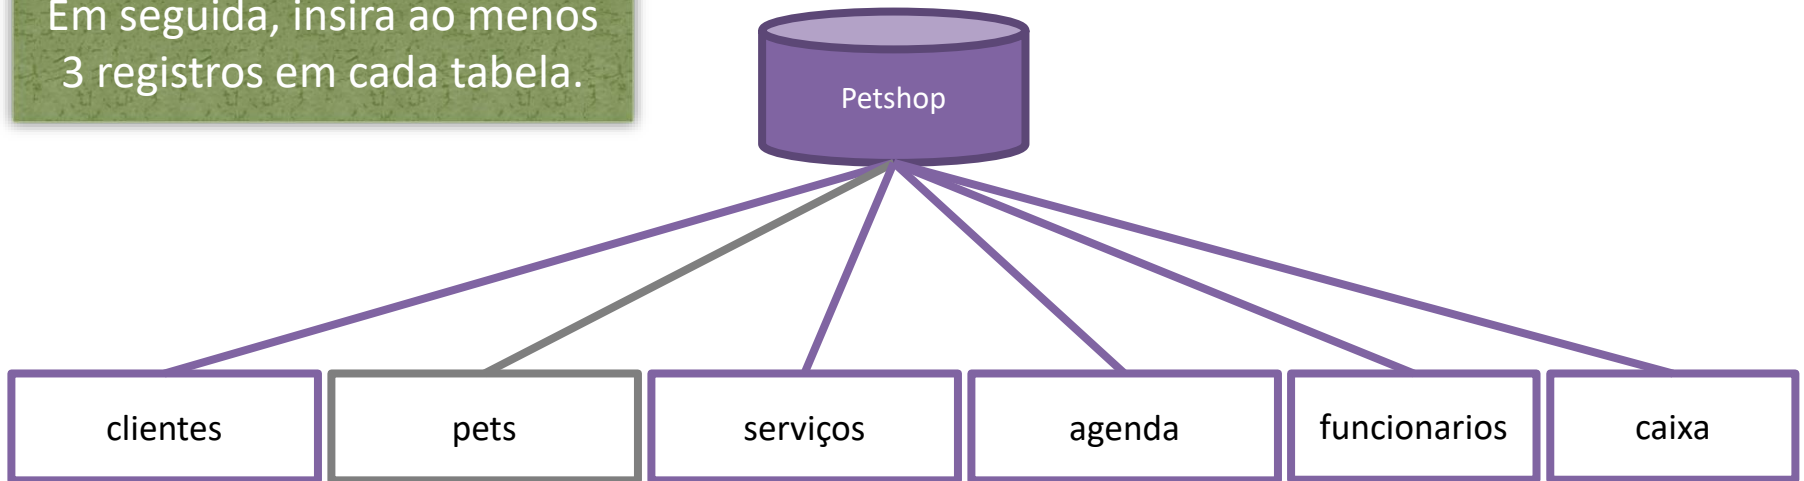 Em seguida, insira ao menos
3 registros em cada tabela.
Petshop
clientes
pets
serviços
agenda
funcionarios
caixa